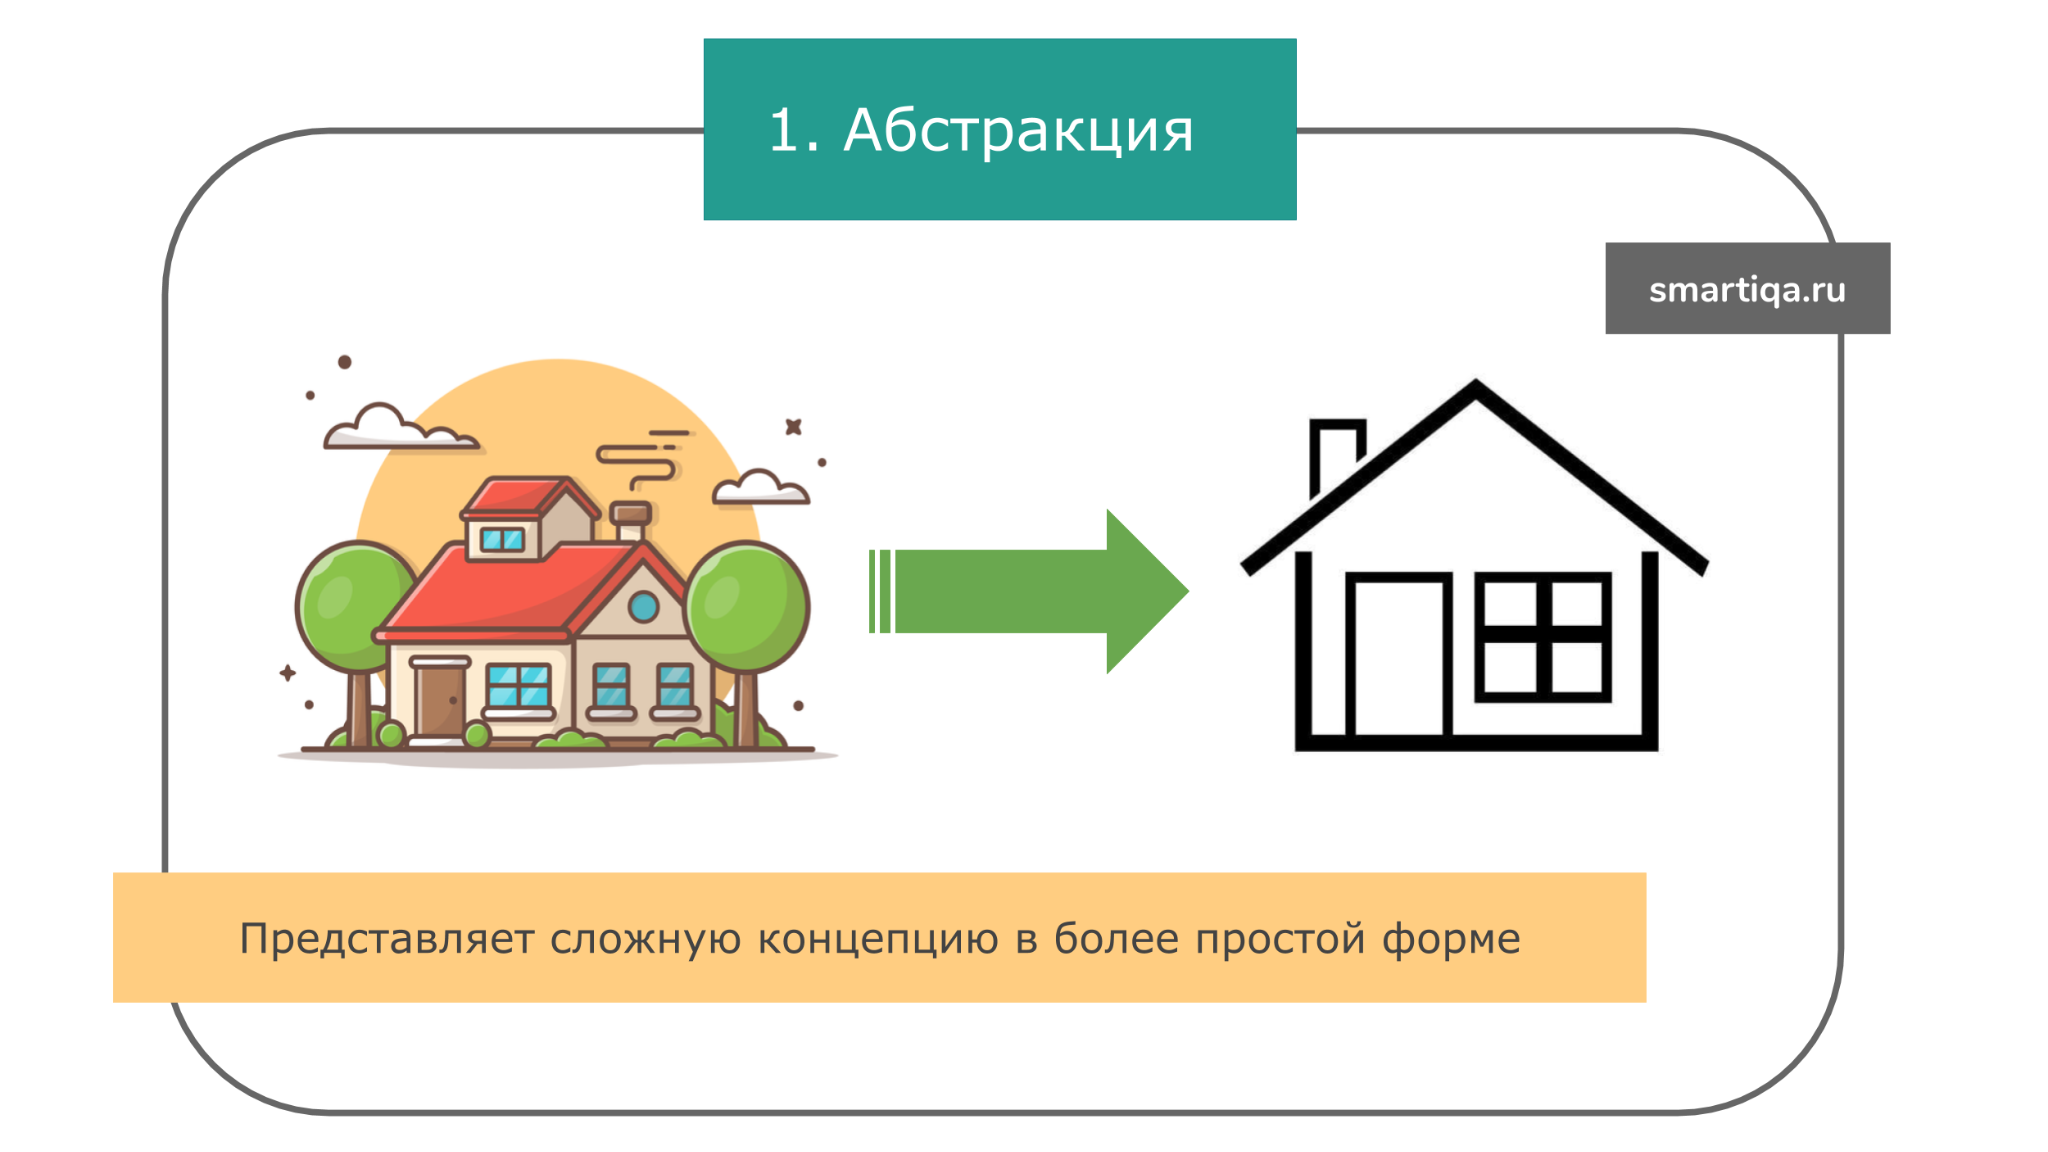 1. Абстракция
smartiqa.ru
Представляет сложную концепцию в более простой форме